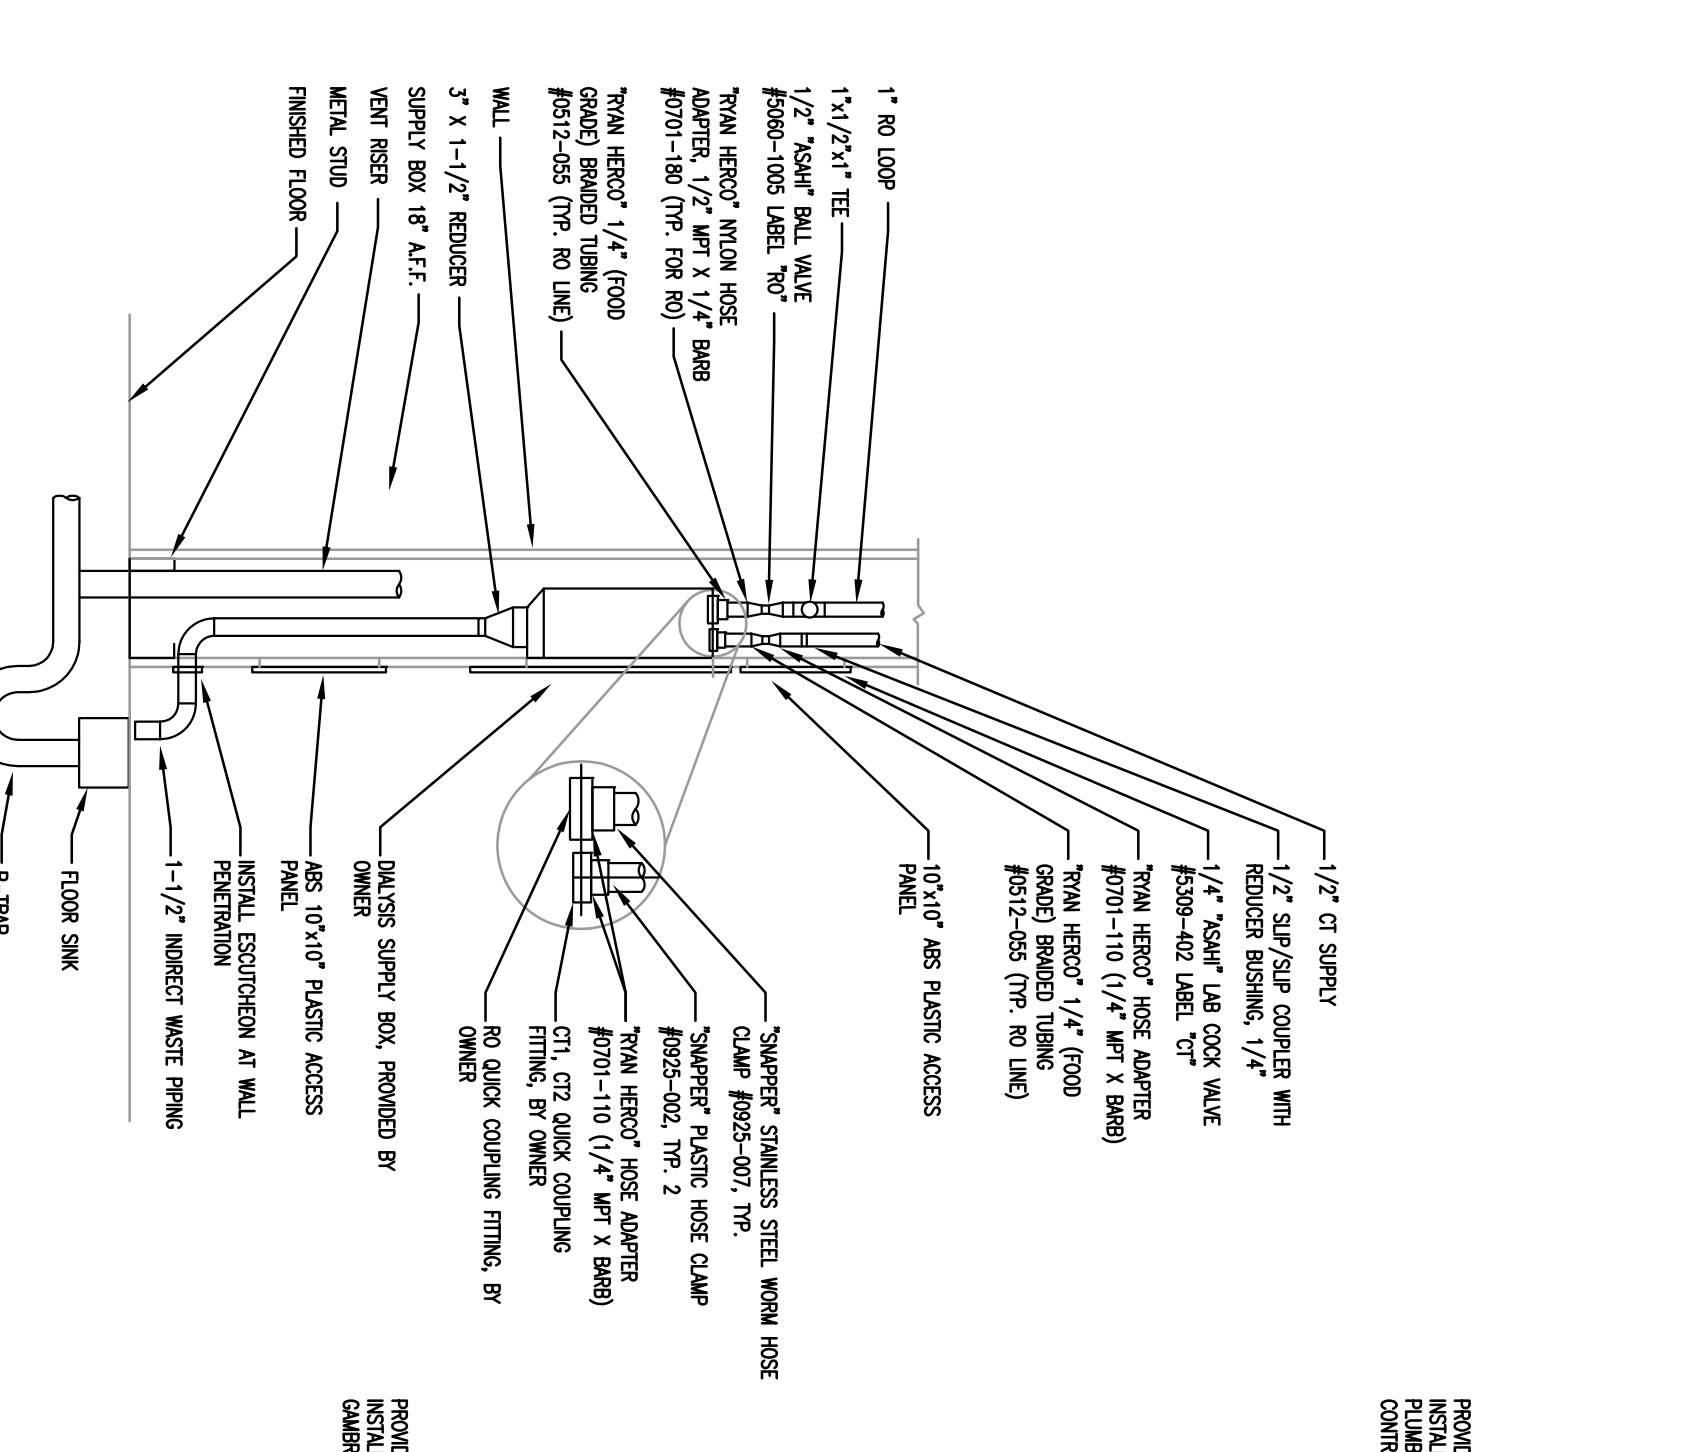 1" RO LOOP
1"x1/2"x1" TEE
1/2" "ASAHI" BALL VALVE
#5060-1005 LABEL "RO"
"RYAN HERCO" NYLON HOSE
ADAPTER, 1/2" MPT X 1/4" BARB
#0701-180 (TYP. FOR RO)
"RYAN HERCO" 1/4" (FOOD
GRADE) BRAIDED TUBING
#0512-055 (TYP. RO LINE)
WALL
3" X 1-1/2" REDUCER
SUPPLY BOX 18" A.F.F.
VENT RISER
METAL STUD
FINISHED FLOOR
1/2" CT SUPPLY
1/2" SLIP/SLIP COUPLER WITH
REDUCER BUSHING, 1/4"
1/4" "ASAHI" LAB COCK VALVE
#5309-402 LABEL "CT"
"RYAN HERCO" HOSE ADAPTER
#0701-110 (1/4" MPT X BARB)
"RYAN HERCO" 1/4" (FOOD
GRADE) BRAIDED TUBING
#0512-055 (TYP. RO LINE)
10"x10" ABS PLASTIC ACCESS
PANEL
"SNAPPER" STAINLESS STEEL WORM HOSE
CLAMP #0925-007, TYP.
"SNAPPER" PLASTIC HOSE CLAMP
#0925-002, TYP. 2
"RYAN HERCO" HOSE ADAPTER
#0701-110 (1/4" MPT X BARB)
CT1, CT2 QUICK COUPLING
FITTING, BY OWNER
RO QUICK COUPLING FITTING, BY
OWNER
DIALYSIS SUPPLY BOX, PROVIDED BY
OWNER
ABS 10"x10" PLASTIC ACCESS
PANEL
INSTALL ESCUTCHEON AT WALL
PENETRATION
1-1/2" INDIRECT WASTE PIPING
FLOOR SINK
P-TRAP
PROVID
INSTAL
PLUMB
CONTR
PROVID
INSTAL
GAMBR